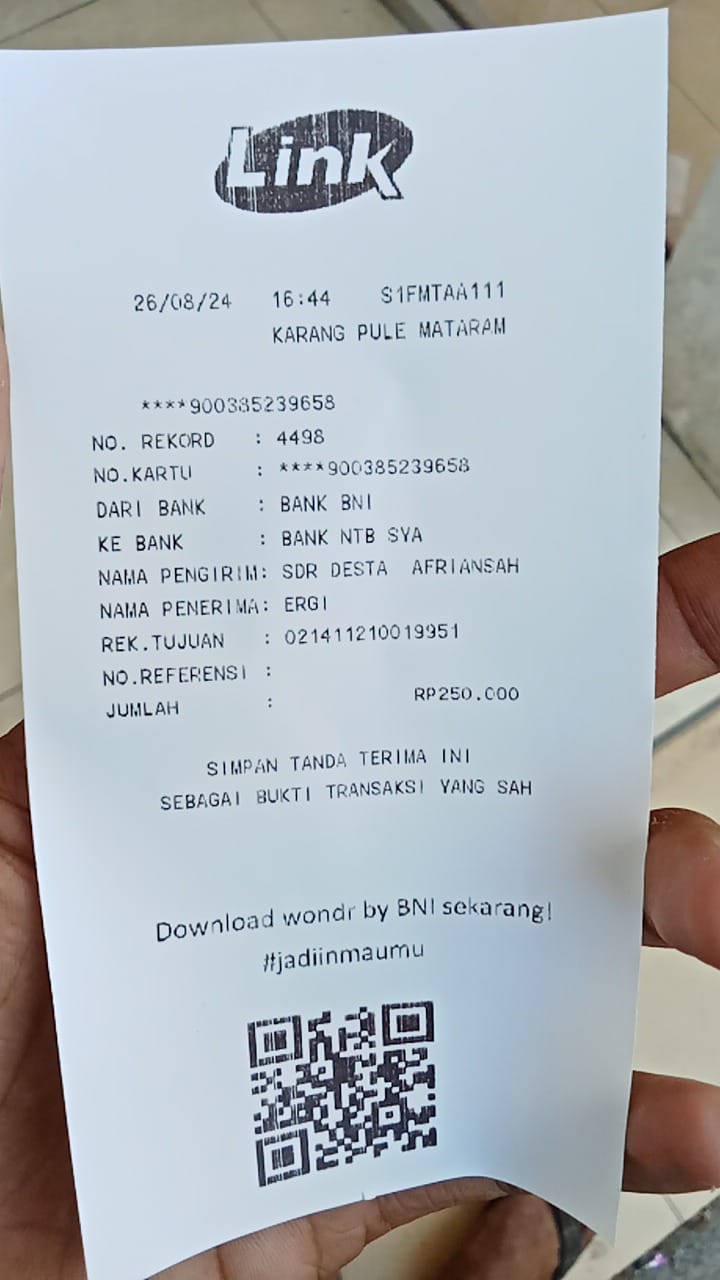 Link
26/08/24 16:44 S1FMTAA111
KARANG PULE MATARAM
****900385239658
NO. REKORD : 4498
NO.KARTU : ****900385239658
DARI BANK : BANK BNI
KE BANK : BANK NTB SYA
NAMA PENGIRIM: SDR DESTA AFRIANSAH
NAMA PENERIMA: ERGI
REK.TUJUAN : 021411210019951
NO.REFERENSI :
JUMLAH : RP250.000
SIMPAN TANDA TERIMA INI
SEBAGAI BUKTI TRANSAKSI YANG SAH
Download wondr by BNI sekarang!
#jadiinmaumu